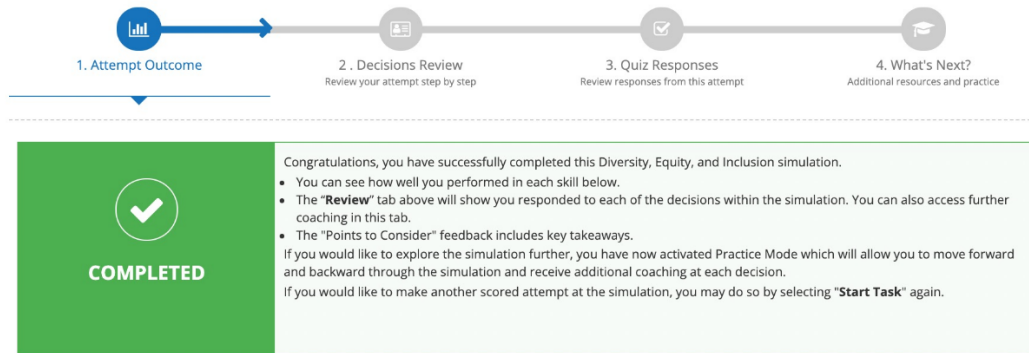 1. Attempt Outcome
2 . Decisions Review
Review your attempt step by step
3. Quiz Responses
Review responses from this attempt
4. What's Next?
Additional resources and practice
COMPLETED
Congratulations, you have successfully completed this Diversity, Equity, and Inclusion simulation.
• You can see how well you performed in each skill below.
• The “Review” tab above will show you responded to each of the decisions within the simulation. You can also access further
coaching in this tab.
• The "Points to Consider" feedback includes key takeaways.
If you would like to explore the simulation further, you have now activated Practice Mode which will allow you to move forward
and backward through the simulation and receive additional coaching at each decision.
If you would like to make another scored attempt at the simulation, you may do so by selecting "Start Task" again.